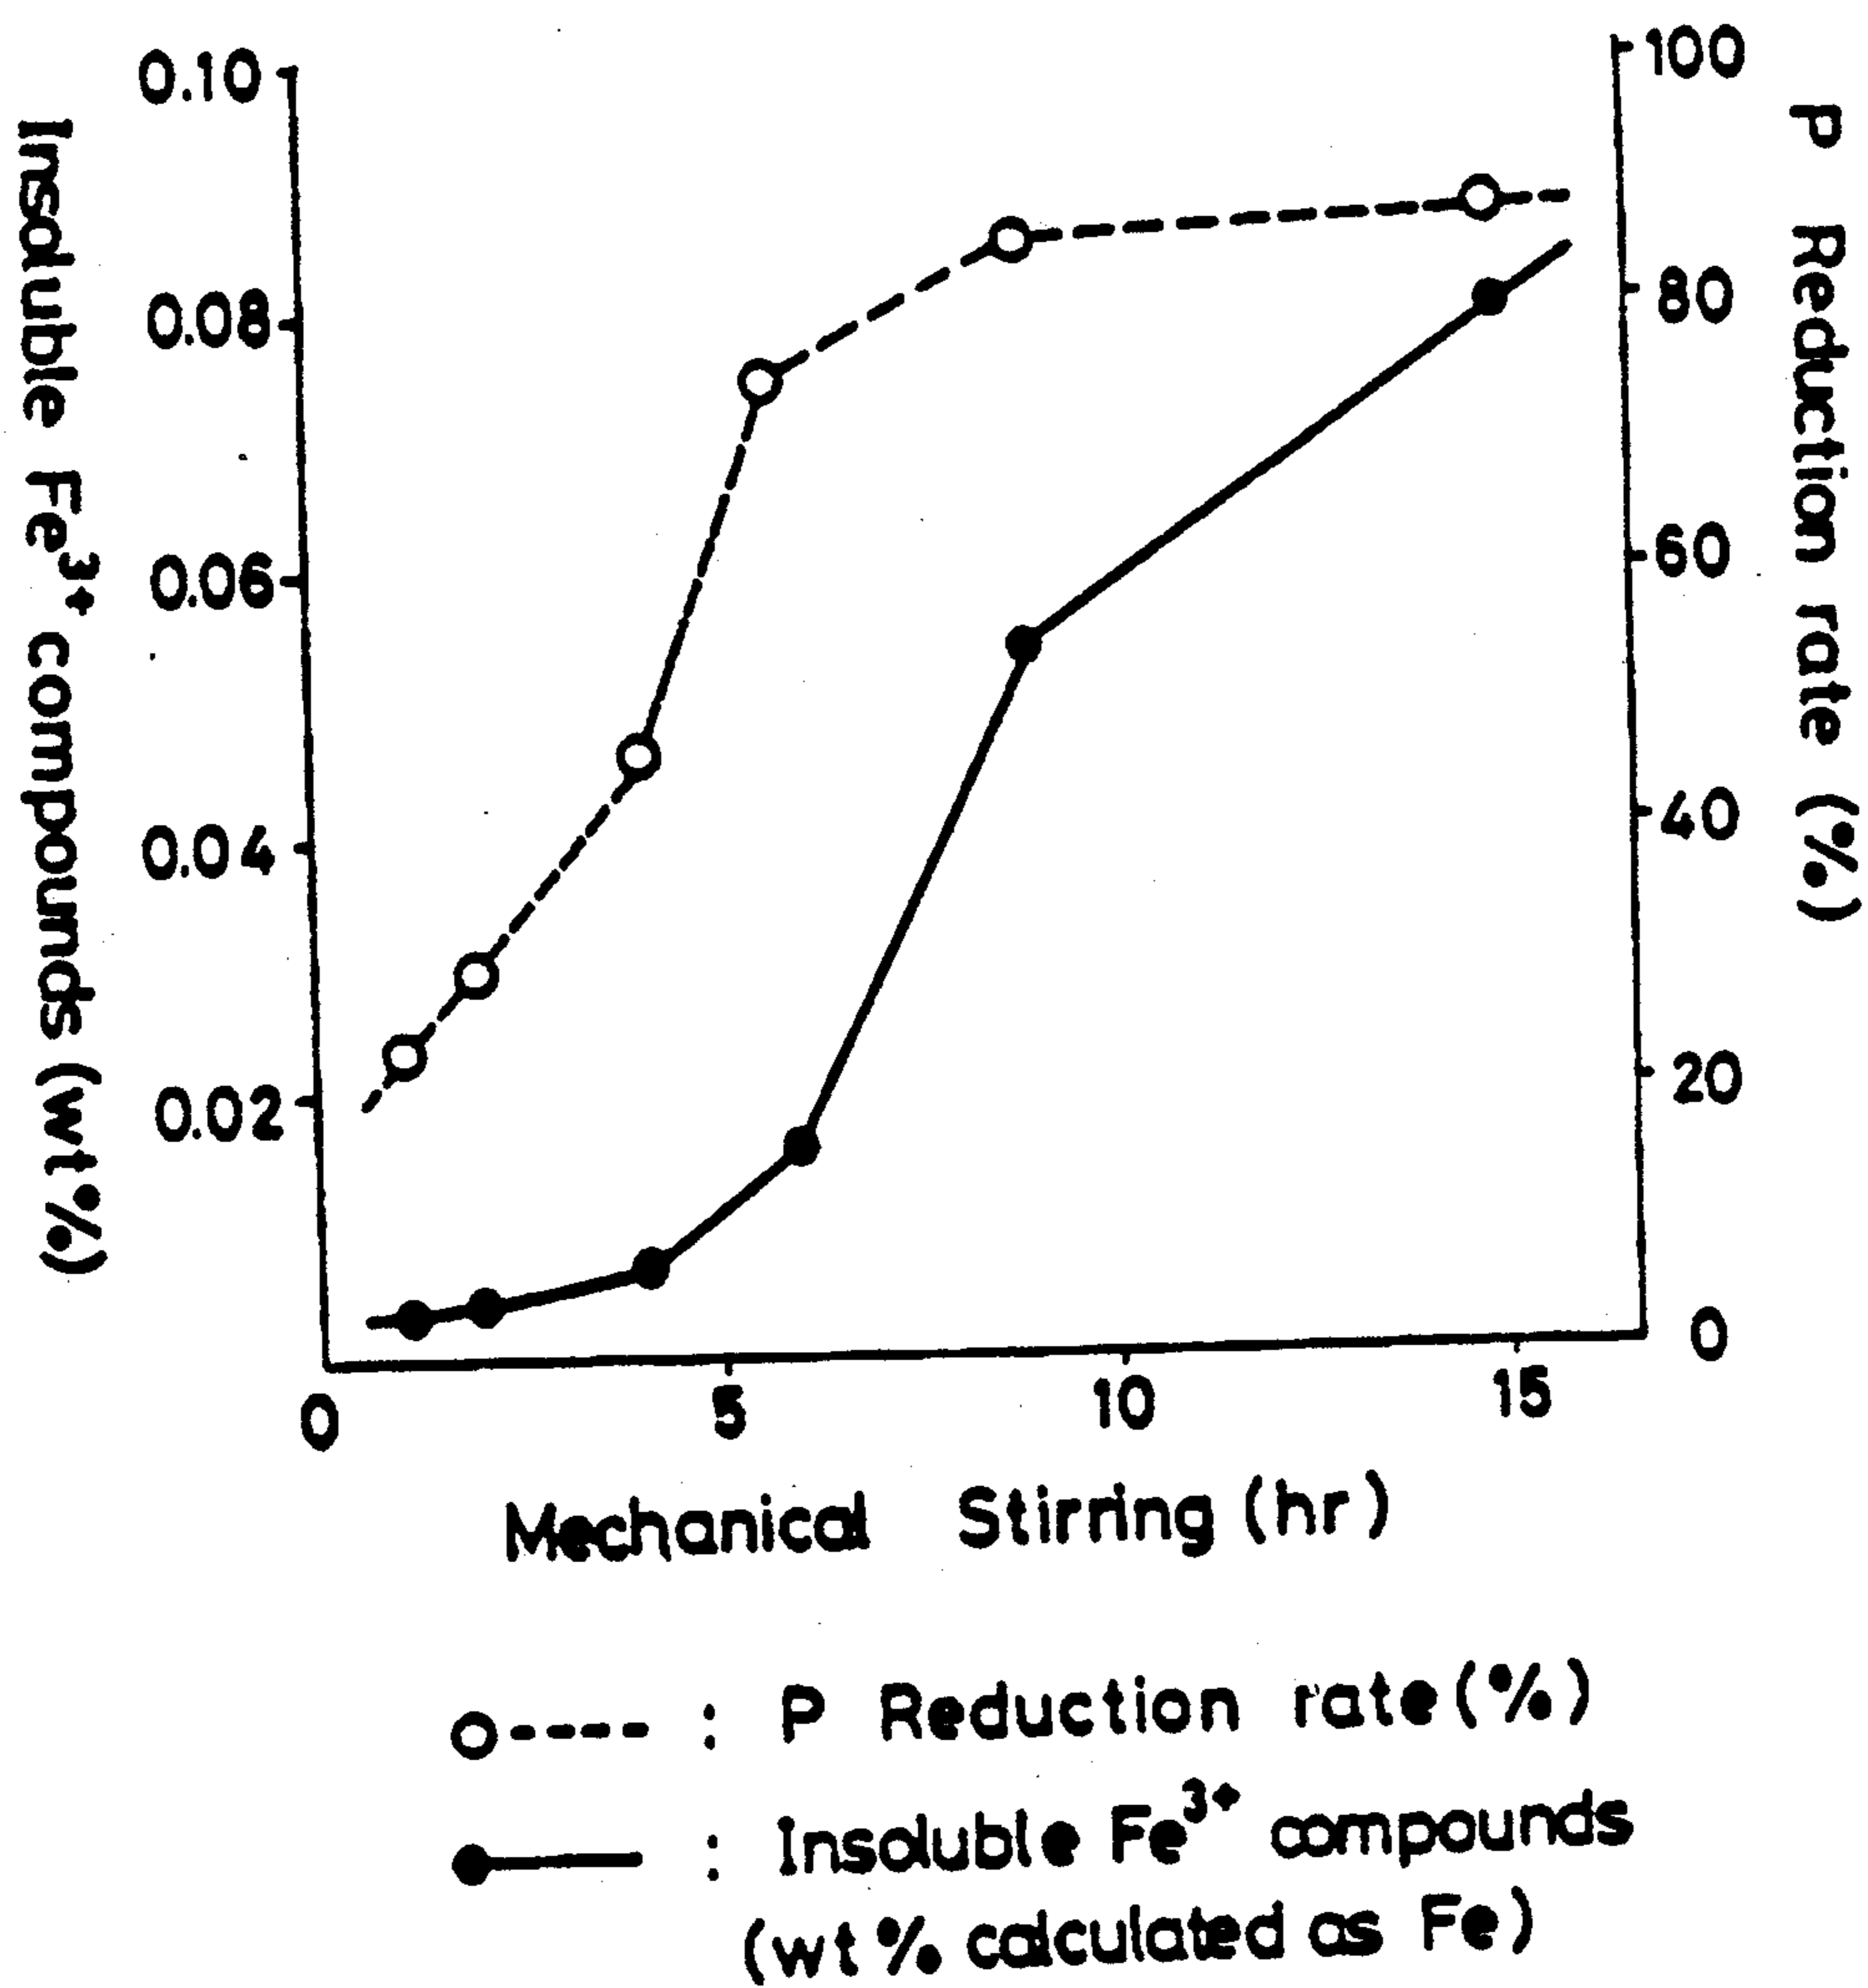 Insoluble Fe³⁺ compounds (wt%)
0.10
0.08
0.06
0.04
0.02
100
80
60
40
20
0
P Reduction rate (%)
0 5 10 15
Mechanical Stirring (hr)
: P Reduction rate (%)
: Insoluble Fe³⁺ compounds
(wt % calculated as Fe)